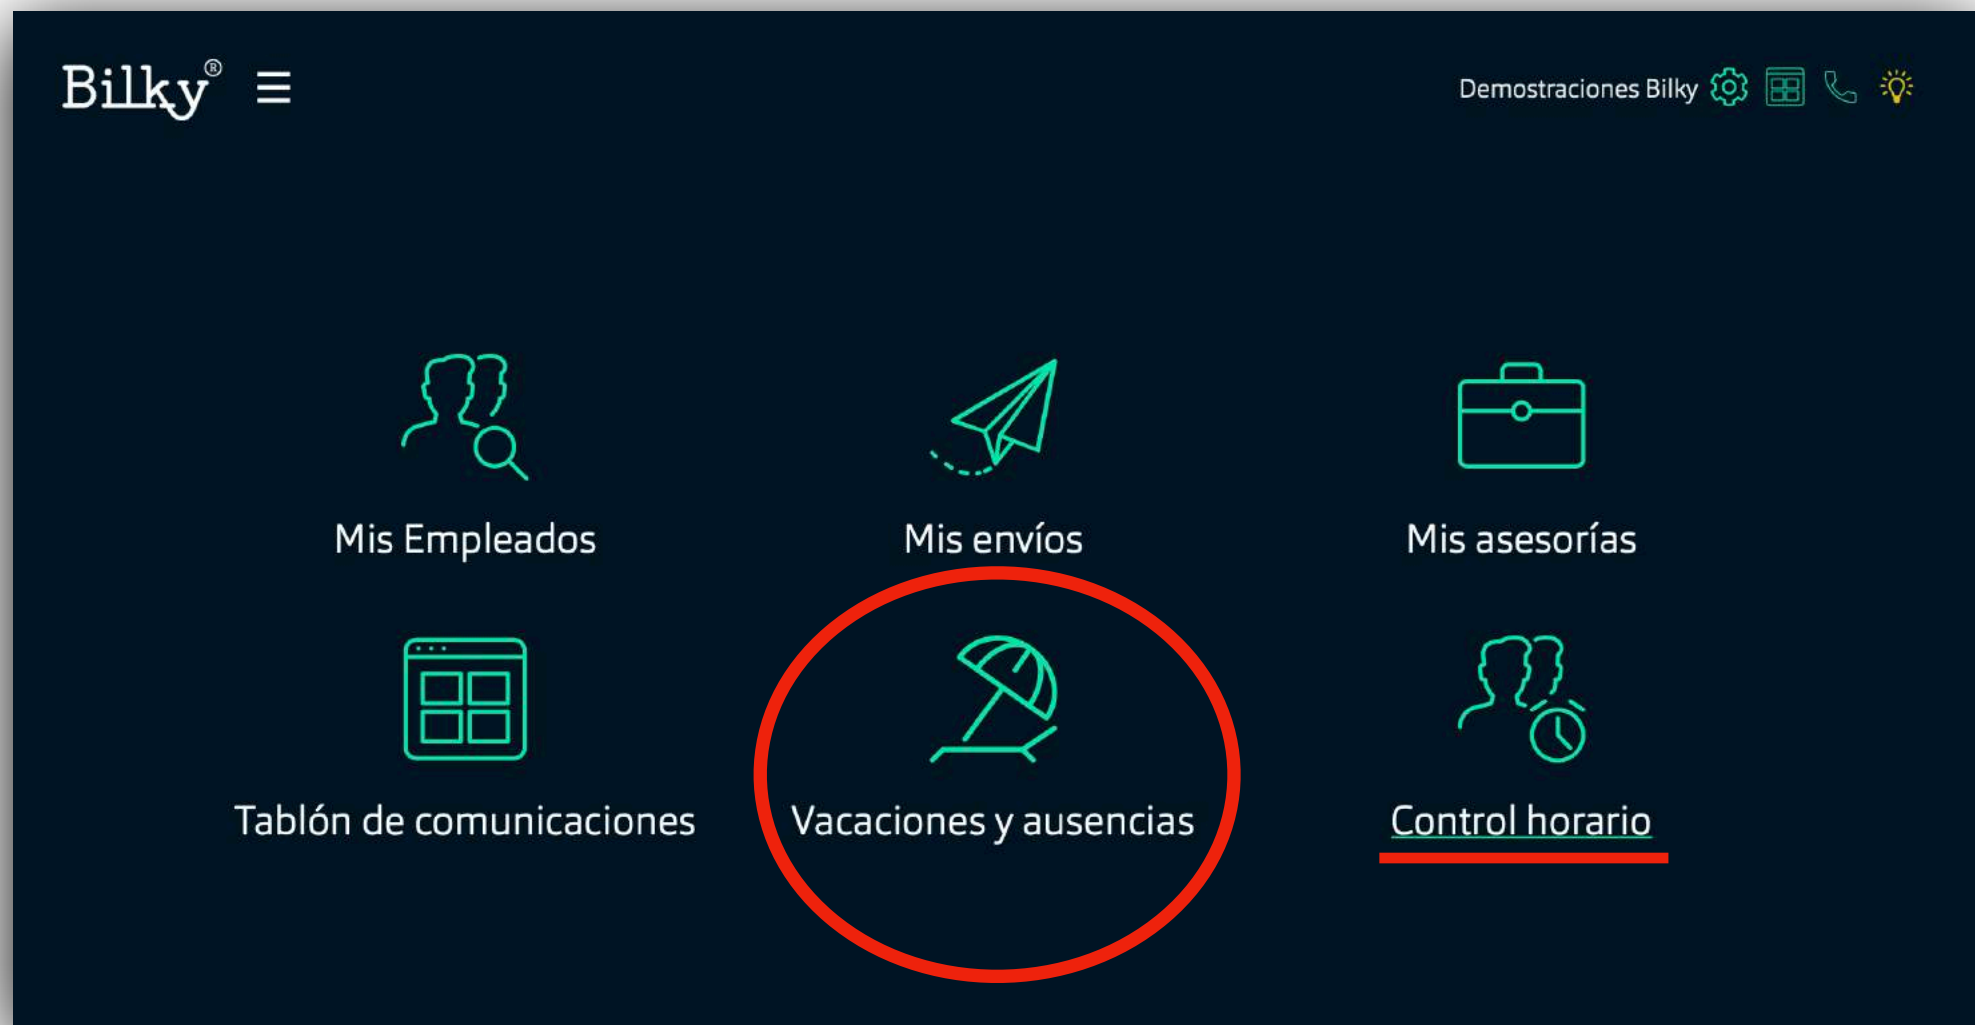 Bilky®
Demostraciones Bilky
Mis Empleados
Mis envíos
Mis asesorías
Tablón de comunicaciones
Vacaciones y ausencias
Control horario